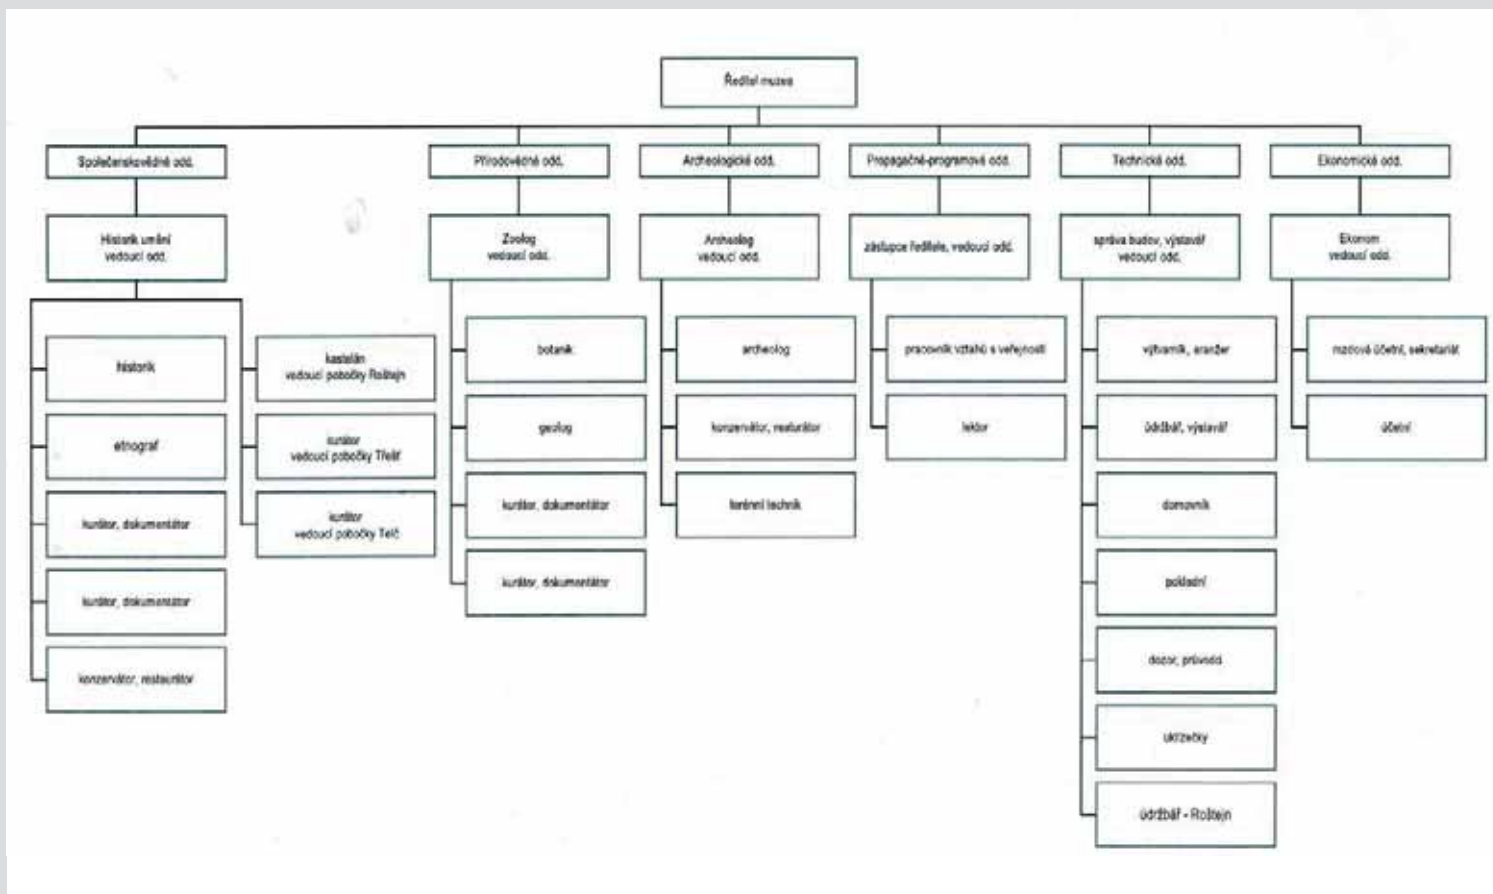 Ředitel muzea
Společenskovědné odd.
Přírodovědné odd.
Archeologické odd.
Propagačně-programové odd.
Technické odd.
Ekonomické odd.
Historik umění
vedoucí odd.
Zoolog
vedoucí odd.
Archeolog
vedoucí odd.
zástupce ředitele, vedoucí odd.
správa budov, výstavář
vedoucí odd.
Ekonom
vedoucí odd.
historik
etnograf
kurátor, dokumentátor
kurátor, dokumentátor
konzervátor, restaurátor
kastelán
vedoucí pobočky Roštejn
kurátor
vedoucí pobočky Třešť
kurátor
vedoucí pobočky Telč
botanik
geolog
kurátor, dokumentátor
kurátor, dokumentátor
archeolog
konzervátor, resturátor
terénní technik
pracovník vztahů s veřejností
lektor
výtvarník, aranžer
údržbář, výstavář
domovník
pokladní
dozor, průvodci
uklízečky
údržbář - Roštejn
mzdová účetní, sekretariát
účetní